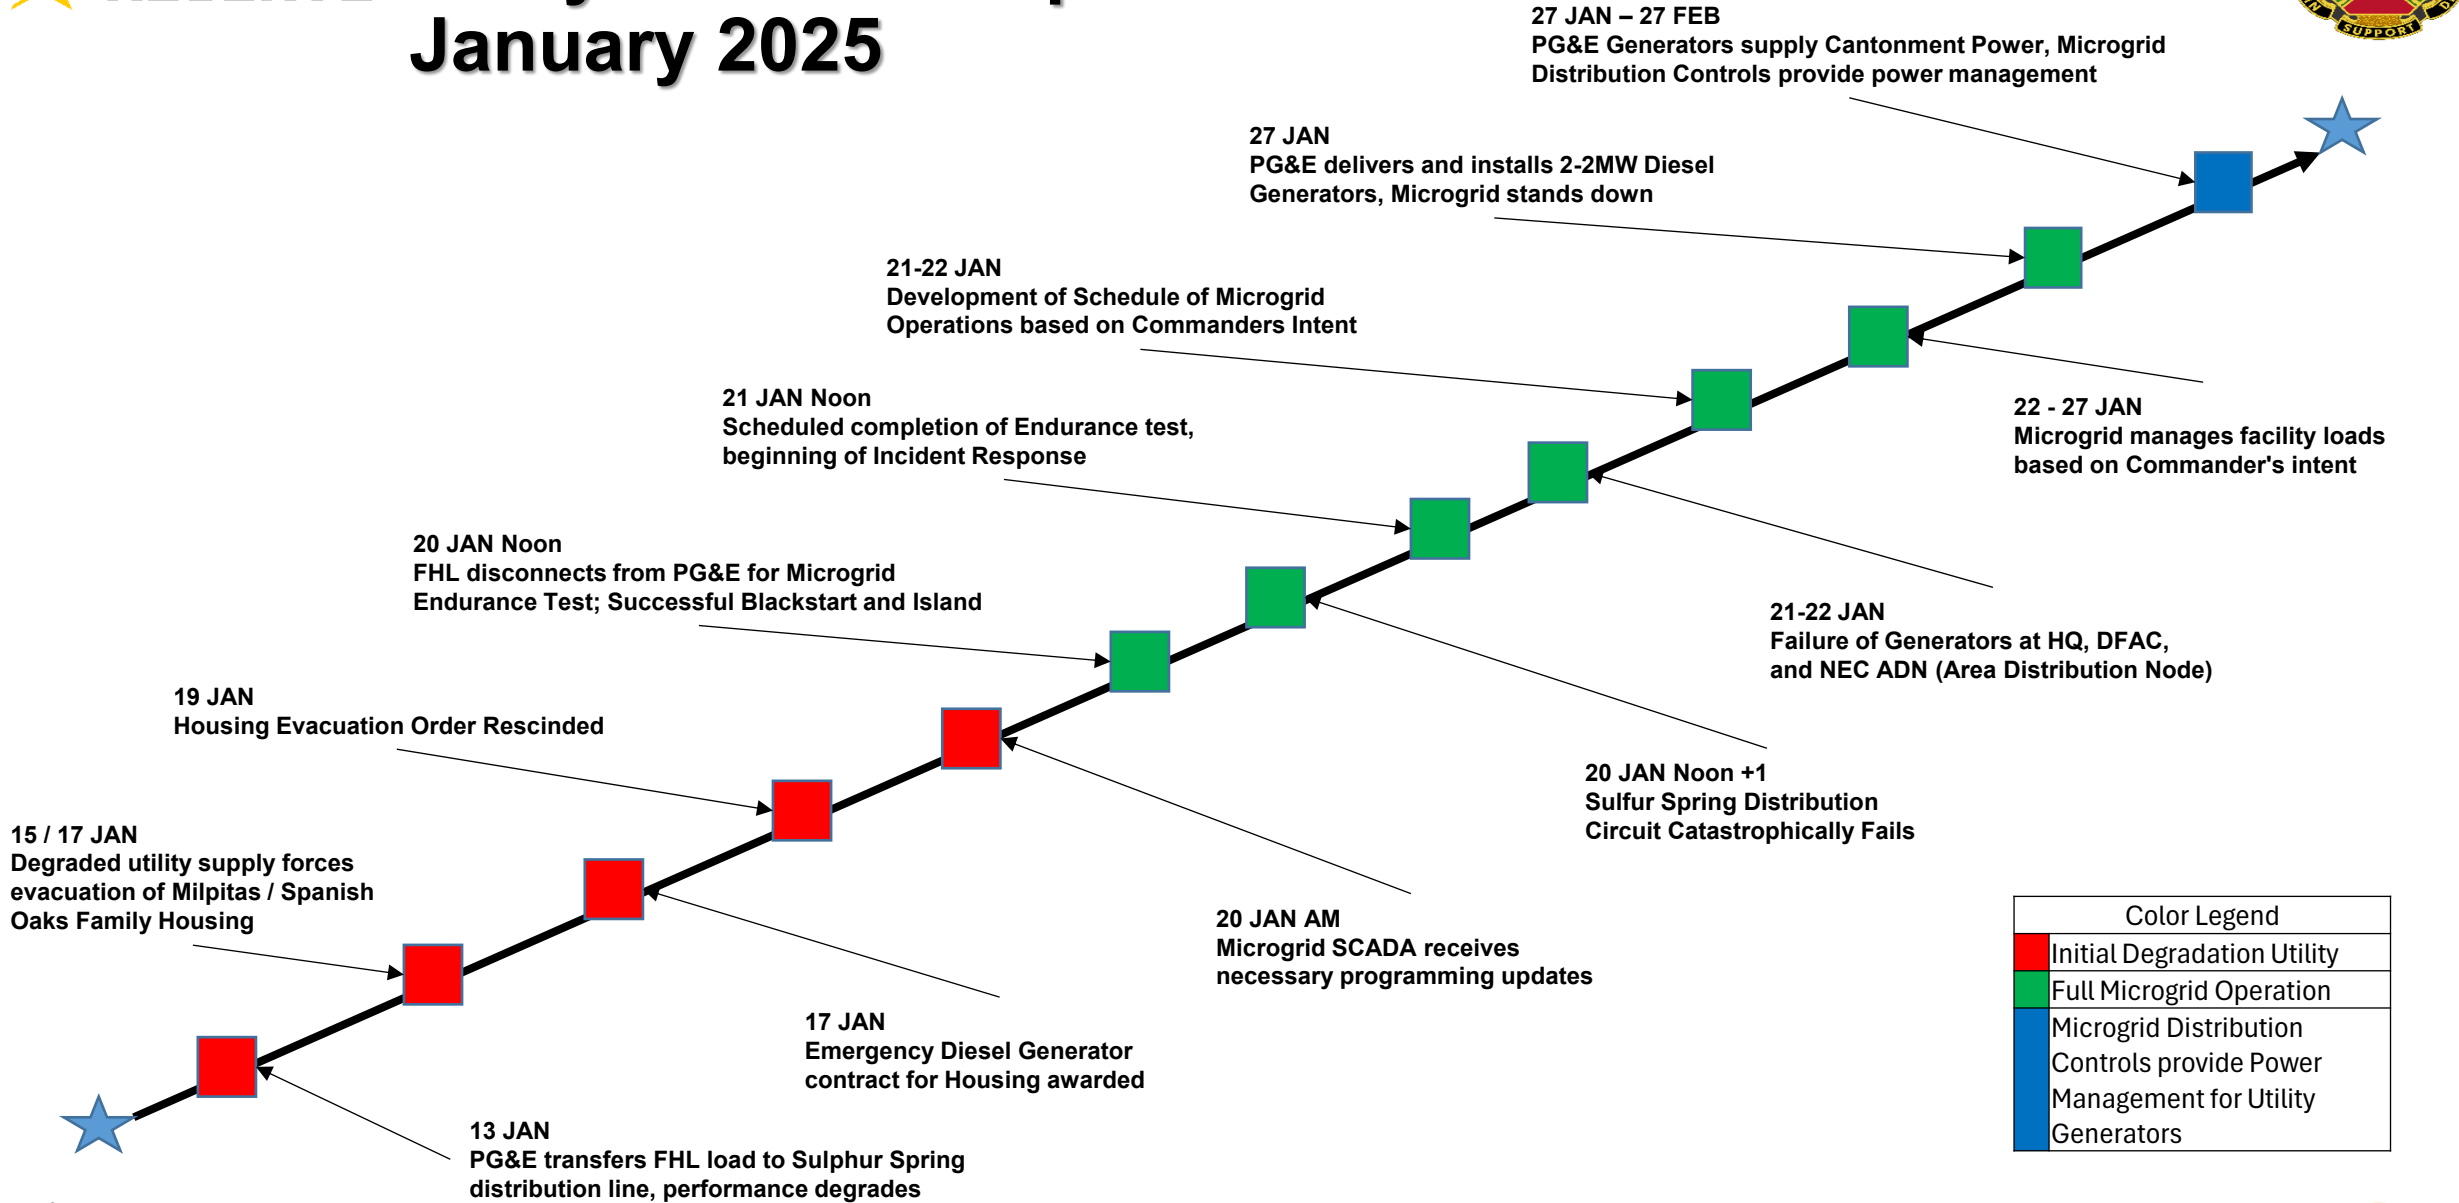 January 2025
SUPPORT
27 JAN – 27 FEB
PG&E Generators supply Cantonment Power, Microgrid
Distribution Controls provide power management
27 JAN
PG&E delivers and installs 2-2MW Diesel
Generators, Microgrid stands down
21-22 JAN
Development of Schedule of Microgrid
Operations based on Commanders Intent
22 - 27 JAN
Microgrid manages facility loads
based on Commander's intent
21 JAN Noon
Scheduled completion of Endurance test,
beginning of Incident Response
21-22 JAN
Failure of Generators at HQ, DFAC,
and NEC ADN (Area Distribution Node)
20 JAN Noon
FHL disconnects from PG&E for Microgrid
Endurance Test; Successful Blackstart and Island
20 JAN Noon +1
Sulfur Spring Distribution
Circuit Catastrophically Fails
19 JAN
Housing Evacuation Order Rescinded
20 JAN AM
Microgrid SCADA receives
necessary programming updates
15 / 17 JAN
Degraded utility supply forces
evacuation of Milpitas / Spanish
Oaks Family Housing
17 JAN
Emergency Diesel Generator
contract for Housing awarded
13 JAN
PG&E transfers FHL load to Sulphur Spring
distribution line, performance degrades
Color Legend
Initial Degradation Utility
Full Microgrid Operation
Microgrid Distribution
Controls provide Power
Management for Utility
Generators